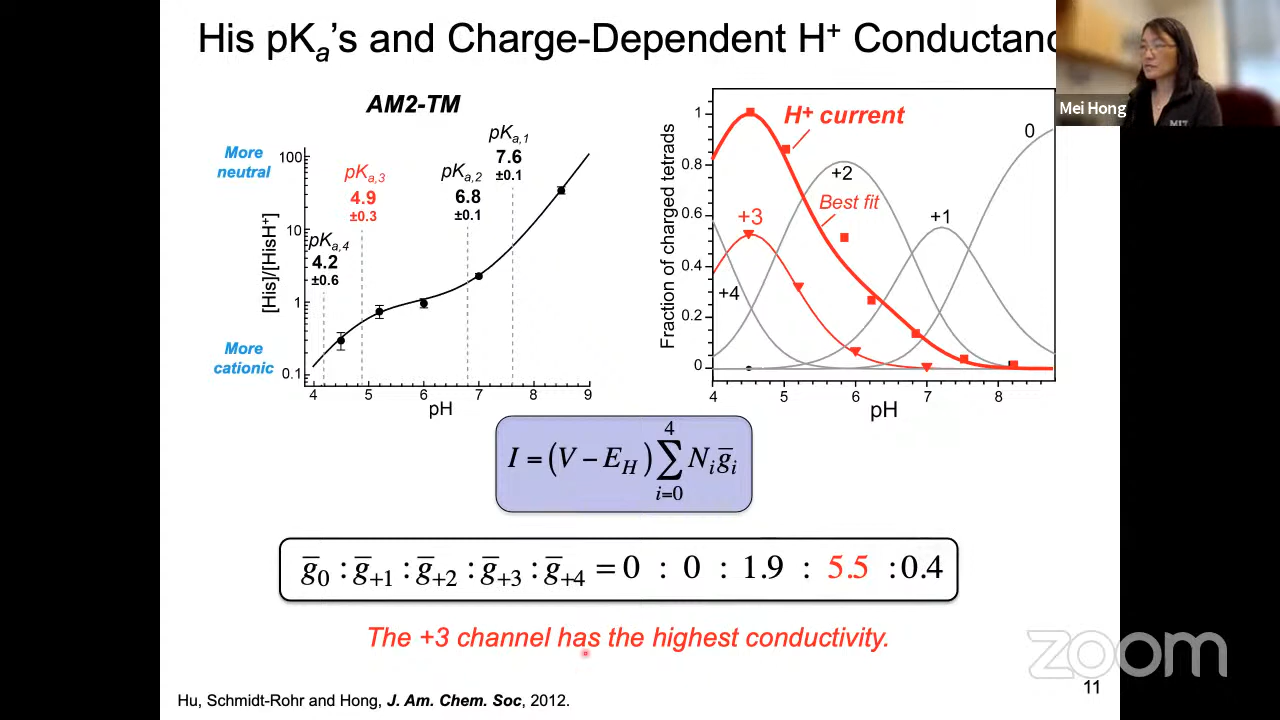 His pKa's and Charge-Dependent H⁺ Conductanc
Mei Hong
MIT
AM2-TM
More
neutral
More
cationic
[His]/[HisH⁺]
100
10
1
0.1
pKa,4
4.2
±0.6
pKa,3
4.9
±0.3
pKa,2
6.8
±0.1
pKa,1
7.6
±0.1
4 5 6 7 8 9
pH
Fraction of charged tetrads
1
0.8
0.6
0.4
0.2
0
H⁺ current
Best fit
+4
+3
+2
+1
0
4 5 6 7 8
pH
I = (V − E_H) ∑_{i=0}^{4} N_i g̅_i
g̅₀ : g̅₊₁ : g̅₊₂ : g̅₊₃ : g̅₊₄ = 0 : 0 : 1.9 : 5.5 : 0.4
The +3 channel has the highest conductivity.
zoom
11
Hu, Schmidt-Rohr and Hong, J. Am. Chem. Soc, 2012.